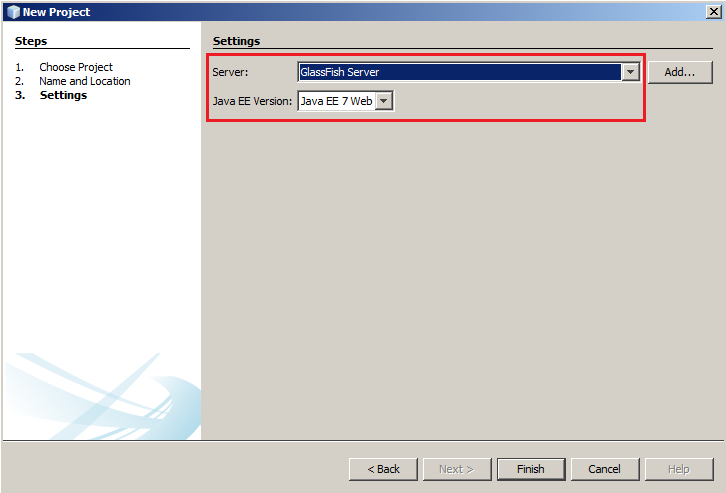 New Project
Steps
1. Choose Project
2. Name and Location
3. Settings
Settings
Server: GlassFish Server Add...
Java EE Version: Java EE 7 Web
< Back Next > Finish Cancel Help